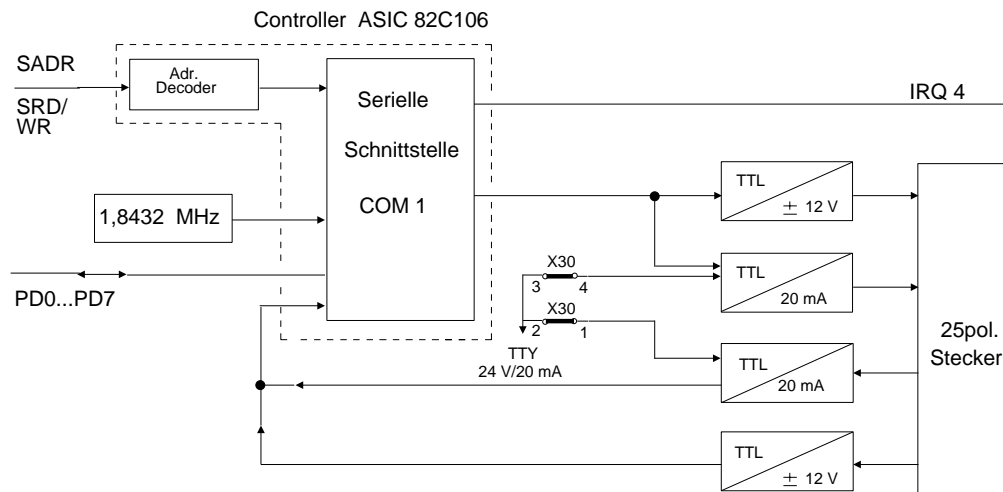 Controller ASIC 82C106
SADR
SRD/
WR
Adr.
Decoder
Serielle
Schnittstelle
COM 1
IRQ 4
1,8432 MHz
PD0...PD7
TTL
± 12 V
X30
3 4
TTL
20 mA
X30
2 1
TTY
24 V/20 mA
TTL
20 mA
25pol.
Stecker
TTL
± 12 V